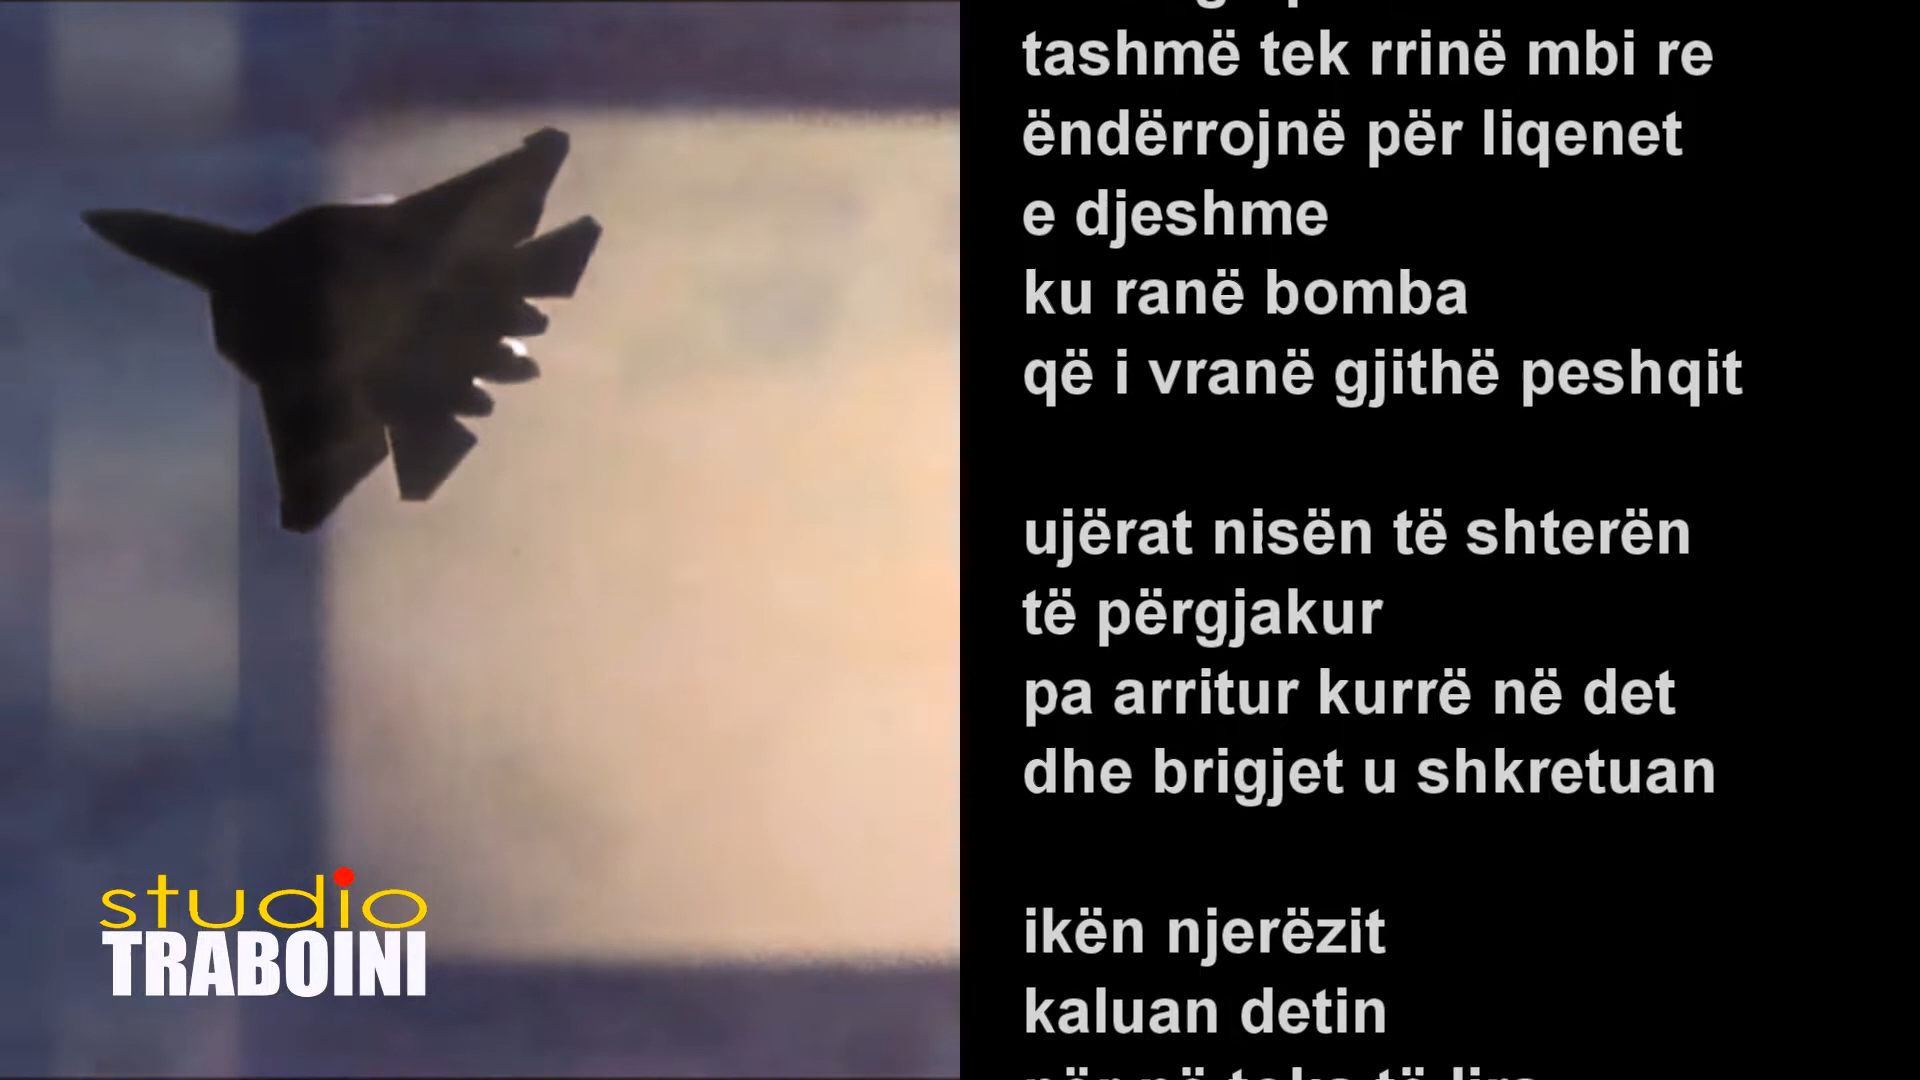 tashmë tek rrinë mbi re
ëndërrojnë për liqenet
e djeshme
ku ranë bomba
që i vranë gjithë peshqit
ujërat nisën të shterën
të përgjakur
pa arritur kurrë në det
dhe brigjet u shkretuan
ikën njerëzit
kaluan detin
studio
TRABOINI